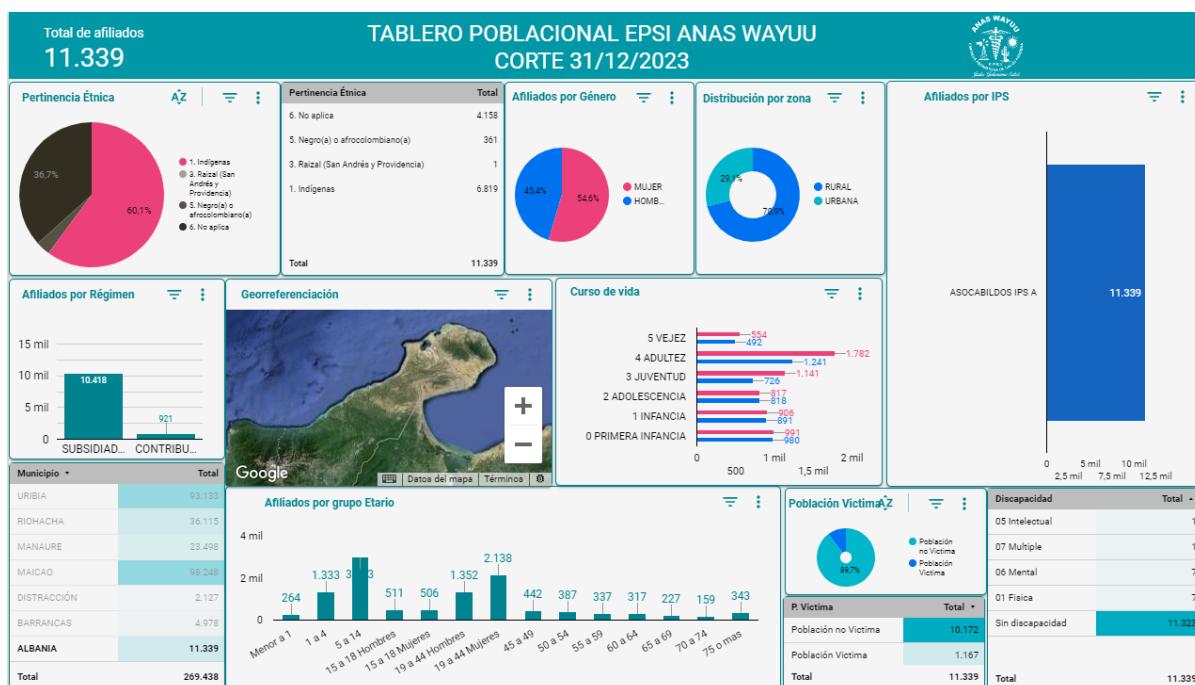 Total de afiliados
11.339
TABLERO POBLACIONAL EPSI ANAS WAYUU
CORTE 31/12/2023
ANAS WAYUU
EPSI
Pertinencia Étnica
AZ
36,7%
60,1%
1. Indígenas
3. Raizal (San
Andrés y
Providencia)
5. Negro(a) o
afrocolombiano(a)
6. No aplica
Pertinencia Étnica Total
6. No aplica 4.158
5. Negro(a) o afrocolombiano(a) 361
3. Raizal (San Andrés y Providencia) 1
1. Indígenas 6.819
Total 11.339
Afiliados por Género
45,4%
54,6%
MUJER
HOMB...
Distribución por zona
29,1%
70,9%
RURAL
URBANA
Afiliados por IPS
ASOCABILDOS IPS A
11.339
0 5 mil 10 mil
2,5 mil 7,5 mil 12,5 mil
Afiliados por Régimen
15 mil
10 mil
5 mil
0
10.418
921
SUBSIDIAD... CONTRIBU...
Georreferenciación
+
−
Google
Datos del mapa Términos
Curso de vida
5 VEJEZ 554
492
4 ADULTEZ 1.782
1.241
3 JUVENTUD 1.141
726
2 ADOLESCENCIA 817
818
1 INFANCIA 906
891
0 PRIMERA INFANCIA 991
980
0 1 mil 2 mil
500 1,5 mil
Municipio Total
URIBIA 93.133
RIOHACHA 36.115
MANAURE 23.498
MAICAO 98.248
DISTRACCIÓN 2.127
BARRANCAS 4.978
ALBANIA 11.339
Total 269.438
Afiliados por grupo Etario
4 mil
2 mil
0
264 1.333 511 506 1.352 2.138 442 387 337 317 227 159 343
Menor a 1 1 a 4 5 a 14 15 a 18 Hombres 15 a 18 Mujeres 19 a 44 Hombres 19 a 44 Mujeres 45 a 49 50 a 54 55 a 59 60 a 64 65 a 69 70 a 74 75 o mas
Población Victima
AZ
89,7%
Población
no Victima
Población
Victima
P. Victima Total
Población no Victima 10.172
Población Victima 1.167
Total 11.339
Discapacidad Total
05 Intelectual 1
07 Multiple 1
06 Mental 7
01 Fisica 7
Sin discapacidad 11.323
Total 11.339